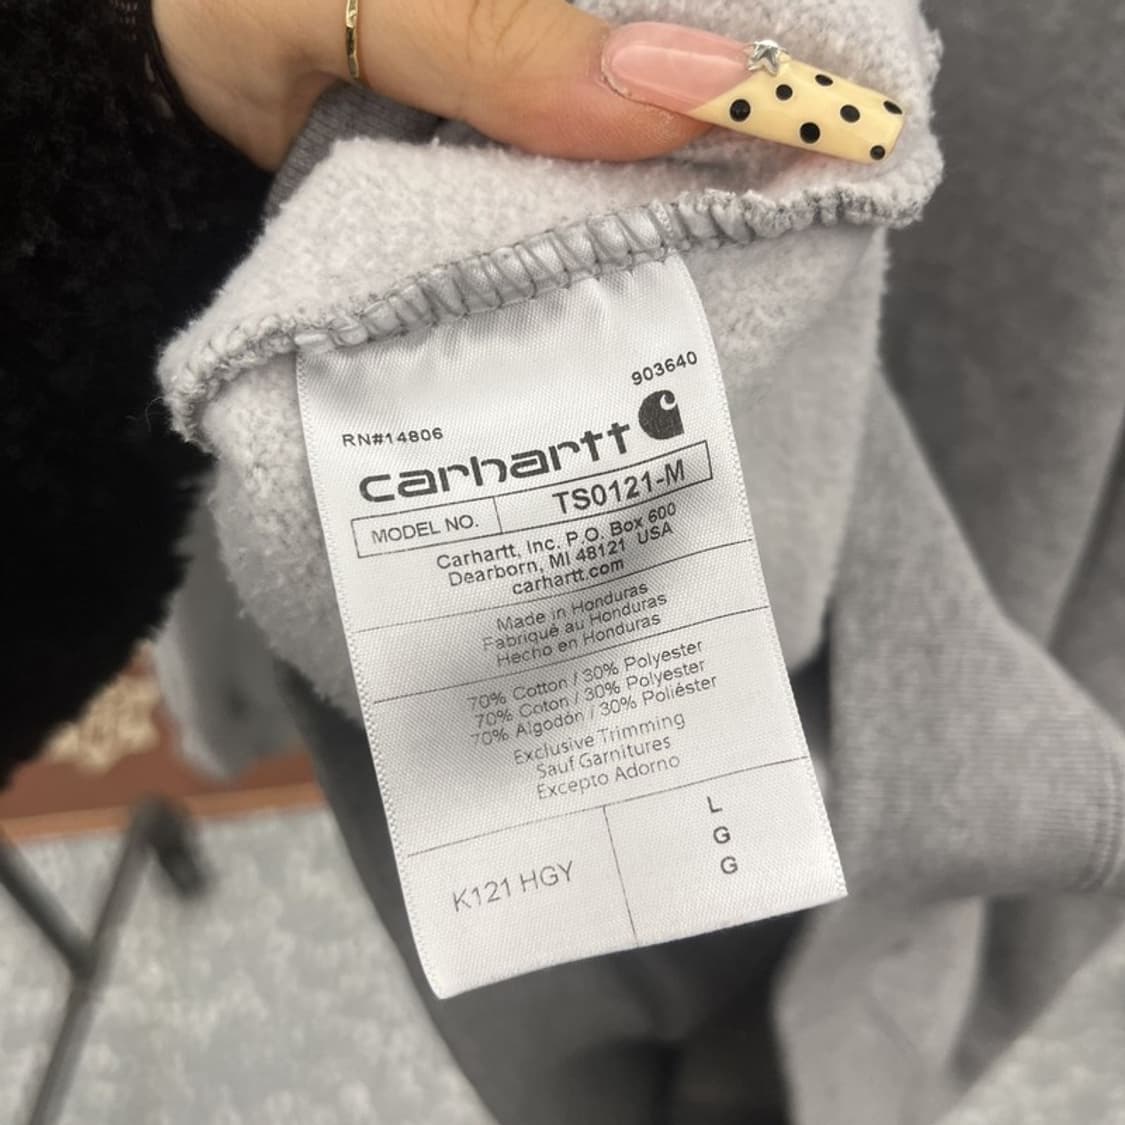 903640
RN#14806
carhartt
MODEL NO. TS0121-M
Carhartt, Inc. P.O. Box 600
Dearborn, MI 48121 USA
carhartt.com
Made in Honduras
Fabriqué au Honduras
Hecho en Honduras
70% Cotton / 30% Polyester
70% Coton / 30% Polyester
70% Algodón / 30% Poliéster
Exclusive Trimming
Sauf Garnitures
Excepto Adorno
K121 HGY
L
G
G